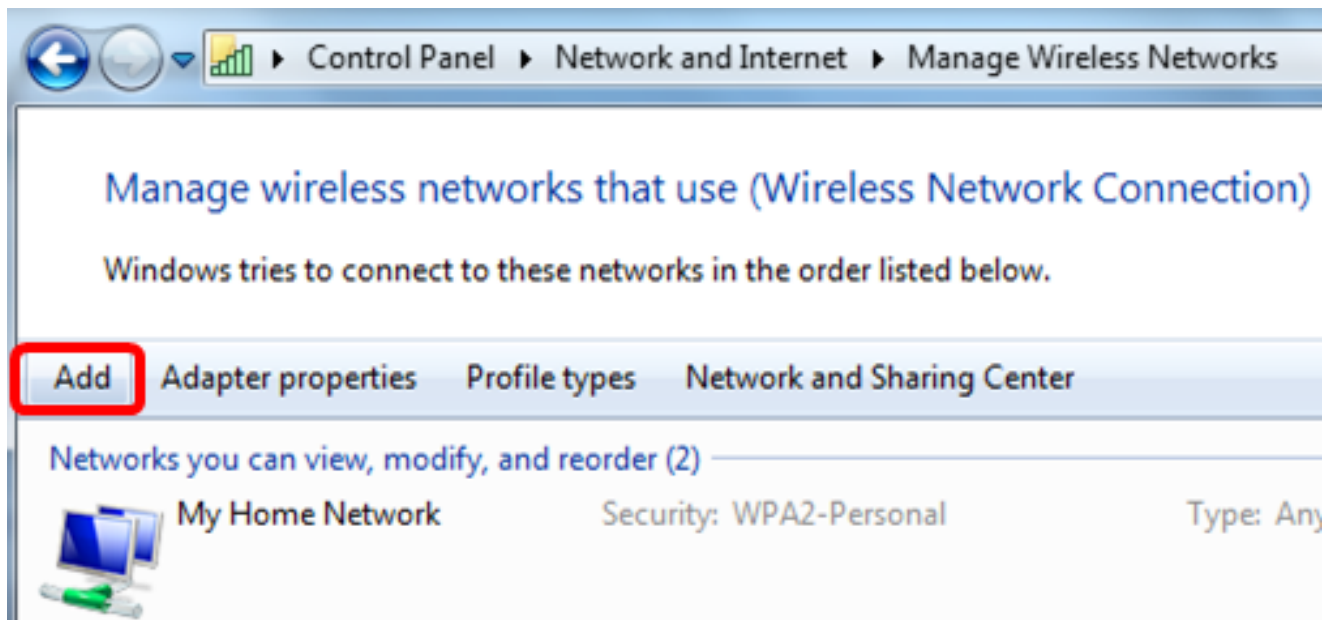 Control Panel Network and Internet Manage Wireless Networks
Manage wireless networks that use (Wireless Network Connection)
Windows tries to connect to these networks in the order listed below.
Add Adapter properties Profile types Network and Sharing Center
Networks you can view, modify, and reorder (2)
My Home Network Security: WPA2-Personal Type: Any